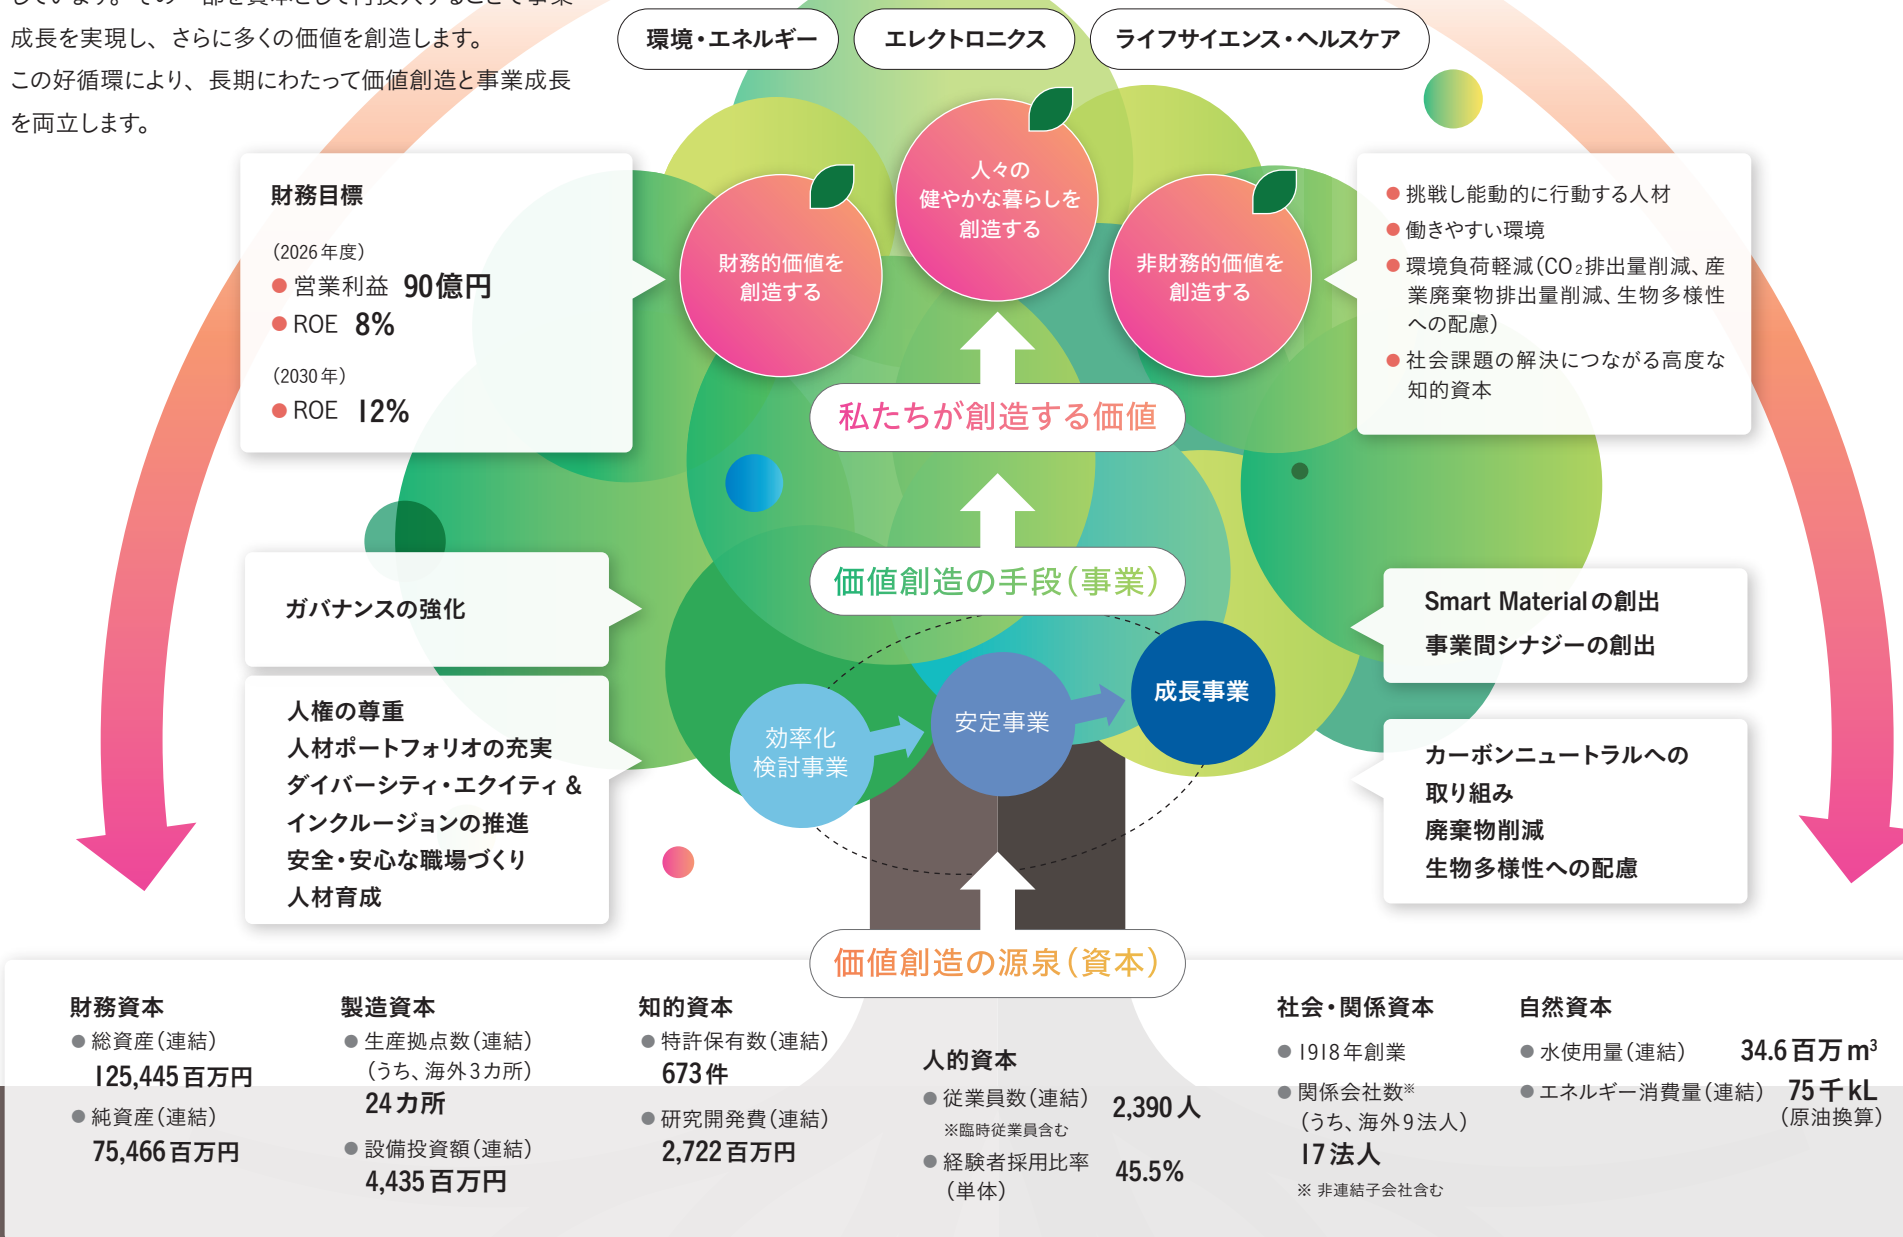 成長を実現し、さらに多くの価値を創造します。
この好循環により、長期にわたって価値創造と事業成長
を両立します。
環境・エネルギー
エレクトロニクス
ライフサイエンス・ヘルスケア
財務目標
(2026年度)
● 営業利益 90億円
● ROE 8%
(2030年)
● ROE 12%
財務的価値を
創造する
人々の
健やかな暮らしを
創造する
非財務的価値を
創造する
● 挑戦し能動的に行動する人材
● 働きやすい環境
● 環境負荷軽減(CO₂排出量削減、産
業廃棄物排出量削減、生物多様性
への配慮)
● 社会課題の解決につながる高度な
知的資本
私たちが創造する価値
価値創造の手段(事業)
ガバナンスの強化
人権の尊重
人材ポートフォリオの充実
ダイバーシティ・エクイティ&
インクルージョンの推進
安全・安心な職場づくり
人材育成
効率化
検討事業
安定事業
成長事業
Smart Materialの創出
事業間シナジーの創出
カーボンニュートラルへの
取り組み
廃棄物削減
生物多様性への配慮
価値創造の源泉(資本)
財務資本
● 総資産(連結)
125,445百万円
● 純資産(連結)
75,466百万円
製造資本
● 生産拠点数(連結)
(うち、海外3カ所)
24カ所
● 設備投資額(連結)
4,435百万円
知的資本
● 特許保有数(連結)
673件
● 研究開発費(連結)
2,722百万円
人的資本
● 従業員数(連結) 2,390人
※臨時従業員含む
● 経験者採用比率
(単体) 45.5%
社会・関係資本
● 1918年創業
● 関係会社数※
(うち、海外9法人)
17法人
※ 非連結子会社含む
自然資本
● 水使用量(連結) 34.6百万m³
● エネルギー消費量(連結) 75千kL
(原油換算)